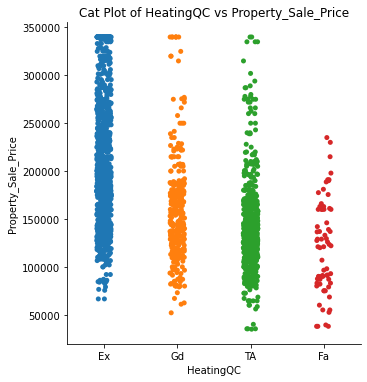 Cat Plot of HeatingQC vs Property_Sale_Price
350000
300000
250000
200000
150000
100000
50000
Property_Sale_Price
Ex Gd TA Fa
HeatingQC